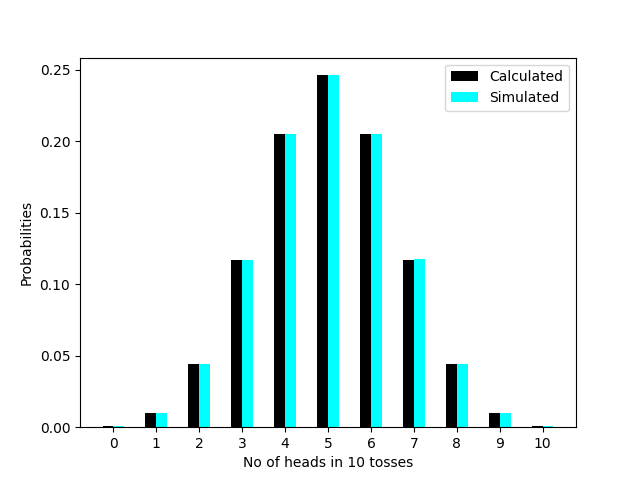 0.25
0.20
0.15
0.10
0.05
0.00
Probabilities
Calculated
Simulated
0 1 2 3 4 5 6 7 8 9 10
No of heads in 10 tosses